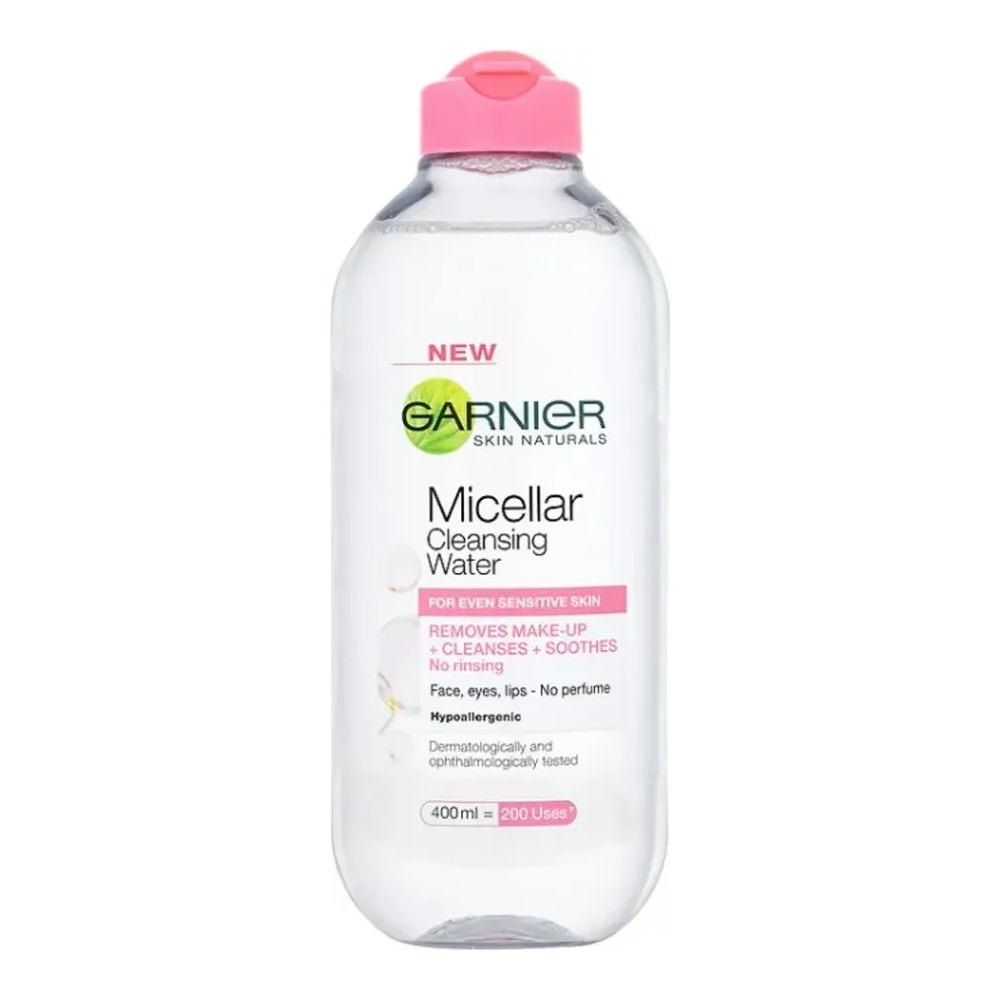 NEW
GARNIER
SKIN NATURALS
Micellar
Cleansing
Water
FOR EVEN SENSITIVE SKIN
REMOVES MAKE-UP
+ CLEANSES + SOOTHES
No rinsing
Face, eyes, lips - No perfume
Hypoallergenic
Dermatologically and
ophthalmologically tested
400ml = 200 Uses*